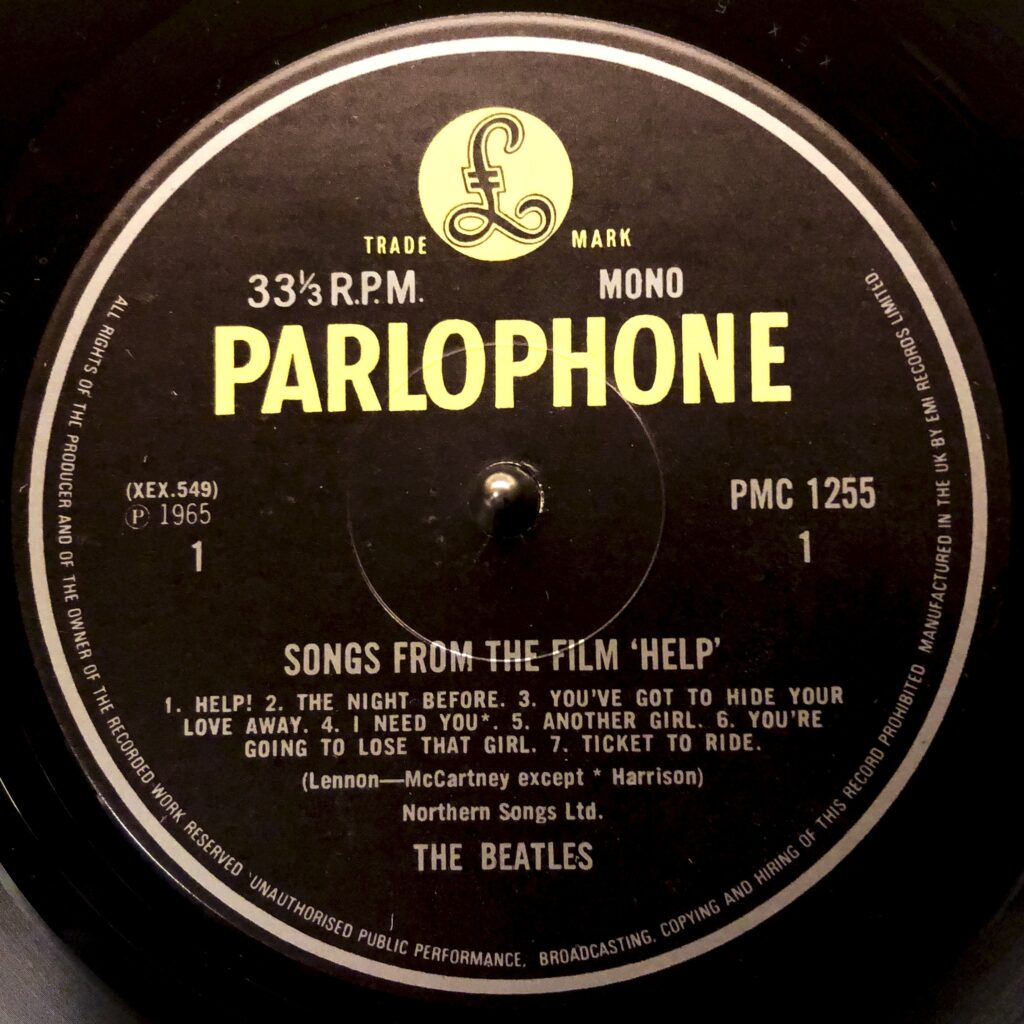 £
TRADE MARK
33⅓ R.P.M. MONO
PARLOPHONE
(XEX.549)
Ⓟ 1965
1
PMC 1255
1
SONGS FROM THE FILM ‘HELP’
1. HELP! 2. THE NIGHT BEFORE. 3. YOU'VE GOT TO HIDE YOUR
LOVE AWAY. 4. I NEED YOU*. 5. ANOTHER GIRL. 6. YOU'RE
GOING TO LOSE THAT GIRL. 7. TICKET TO RIDE.
(Lennon—McCartney except * Harrison)
Northern Songs Ltd.
THE BEATLES
ALL RIGHTS OF THE PRODUCER AND OF THE OWNER OF THE RECORDED WORK RESERVED UNAUTHORISED PUBLIC PERFORMANCE, BROADCASTING, COPYING AND HIRING OF THIS RECORD PROHIBITED MANUFACTURED IN THE UK BY EMI RECORDS LIMITED.